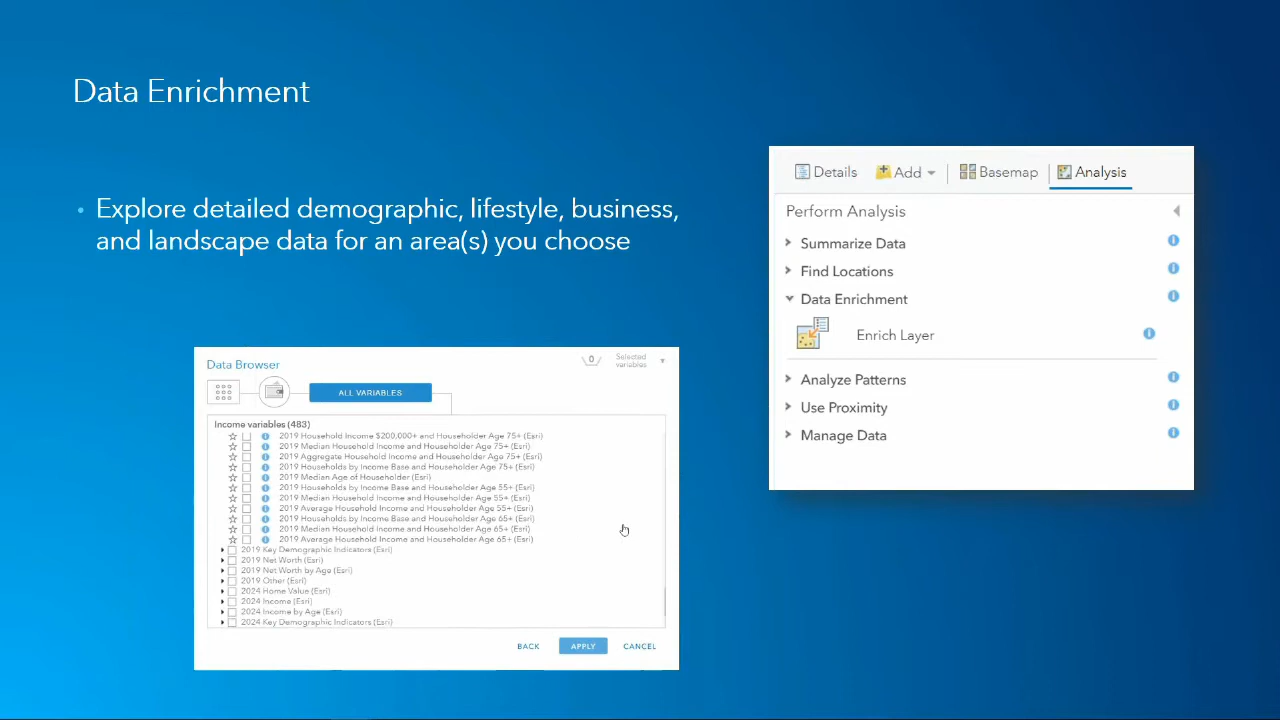 Data Enrichment
• Explore detailed demographic, lifestyle, business,
and landscape data for an area(s) you choose
Data Browser
0
Selected
variables
ALL VARIABLES
Income variables (483)
2019 Household Income $200,000+ and Householder Age 75+ (Esri)
2019 Median Household Income and Householder Age 75+ (Esri)
2019 Aggregate Household Income and Householder Age 75+ (Esri)
2019 Households by Income Base and Householder Age 75+ (Esri)
2019 Median Age of Householder (Esri)
2019 Households by Income Base and Householder Age 55+ (Esri)
2019 Median Household Income and Householder Age 55+ (Esri)
2019 Average Household Income and Householder Age 55+ (Esri)
2019 Households by Income Base and Householder Age 65+ (Esri)
2019 Median Household Income and Householder Age 65+ (Esri)
2019 Average Household Income and Householder Age 65+ (Esri)
2019 Key Demographic Indicators (Esri)
2019 Net Worth (Esri)
2019 Net Worth by Age (Esri)
2019 Other (Esri)
2024 Home Value (Esri)
2024 Income (Esri)
2024 Income by Age (Esri)
2024 Key Demographic Indicators (Esri)
BACK APPLY CANCEL
Details Add Basemap Analysis
Perform Analysis
Summarize Data
Find Locations
Data Enrichment
Enrich Layer
Analyze Patterns
Use Proximity
Manage Data